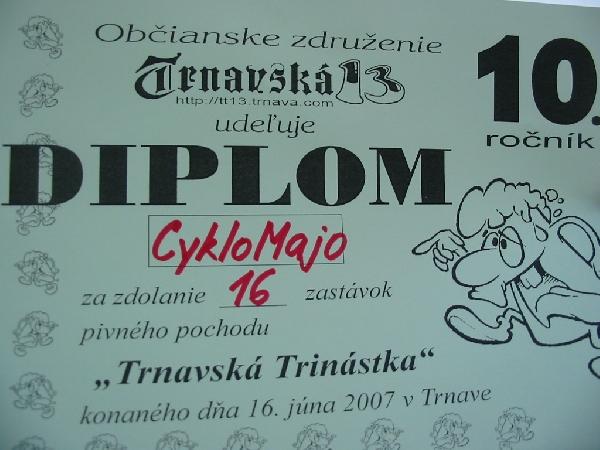 Občianske združenie
Trnavská 13
http://tt13.trnava.com
udeľuje
10.
ročník
DIPLOM
CykloMajo
za zdolanie 16 zastávok
pivného pochodu
„Trnavská Trinástka“
konaného dňa 16. júna 2007 v Trnave